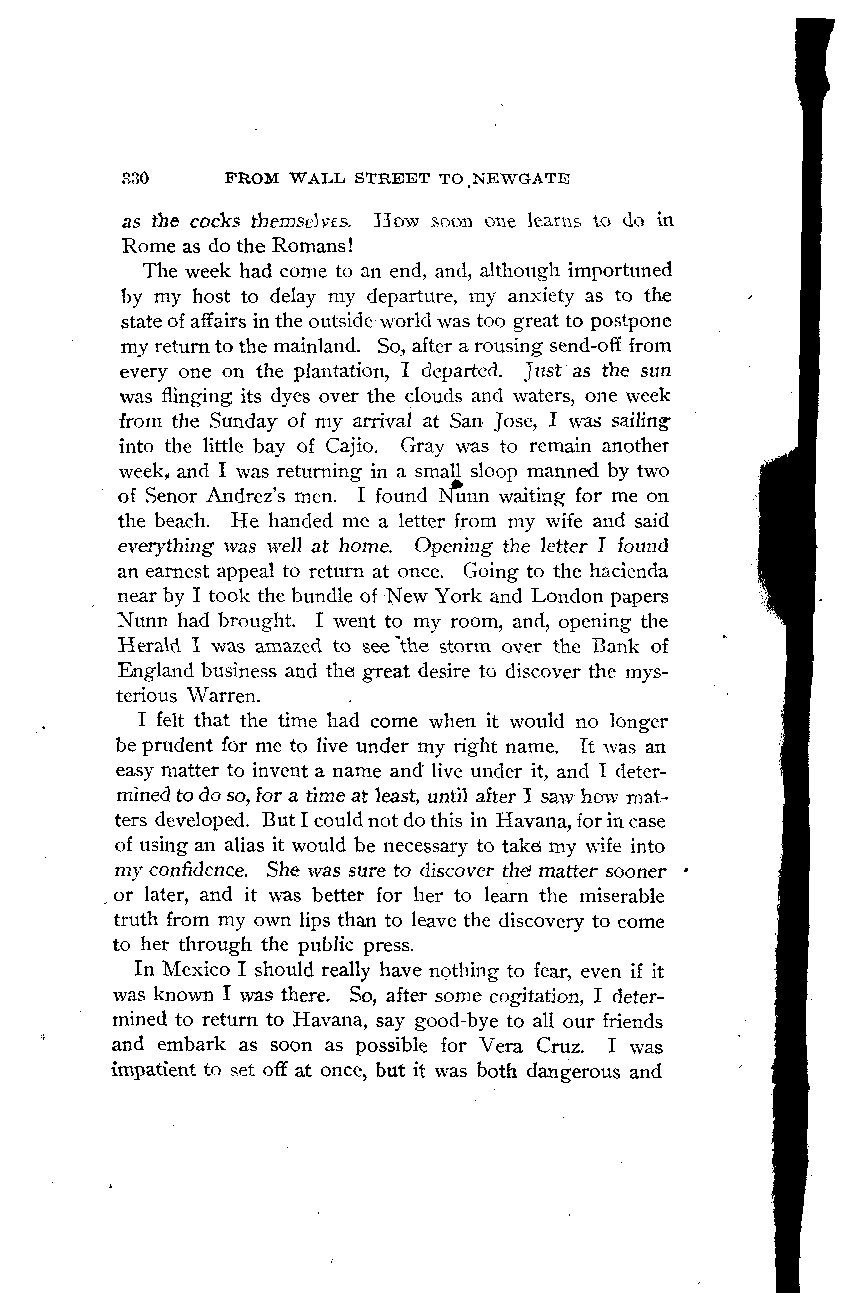 330 FROM WALL STREET TO NEWGATE
as the cocks themselves. How soon one learns to do in
Rome as do the Romans!
The week had come to an end, and, although importuned
by my host to delay my departure, my anxiety as to the
state of affairs in the outside world was too great to postpone
my return to the mainland. So, after a rousing send-off from
every one on the plantation, I departed. Just as the sun
was flinging its dyes over the clouds and waters, one week
from the Sunday of my arrival at San Jose, I was sailing
into the little bay of Cajio. Gray was to remain another
week, and I was returning in a small sloop manned by two
of Senor Andrez's men. I found Nunn waiting for me on
the beach. He handed me a letter from my wife and said
everything was well at home. Opening the letter I found
an earnest appeal to return at once. Going to the hacienda
near by I took the bundle of New York and London papers
Nunn had brought. I went to my room, and, opening the
Herald I was amazed to see the storm over the Bank of
England business and the great desire to discover the mys-
terious Warren.
I felt that the time had come when it would no longer
be prudent for me to live under my right name. It was an
easy matter to invent a name and live under it, and I deter-
mined to do so, for a time at least, until after I saw how mat-
ters developed. But I could not do this in Havana, for in case
of using an alias it would be necessary to take my wife into
my confidence. She was sure to discover the matter sooner
or later, and it was better for her to learn the miserable
truth from my own lips than to leave the discovery to come
to her through the public press.
In Mexico I should really have nothing to fear, even if it
was known I was there. So, after some cogitation, I deter-
mined to return to Havana, say good-bye to all our friends
and embark as soon as possible for Vera Cruz. I was
impatient to set off at once, but it was both dangerous and